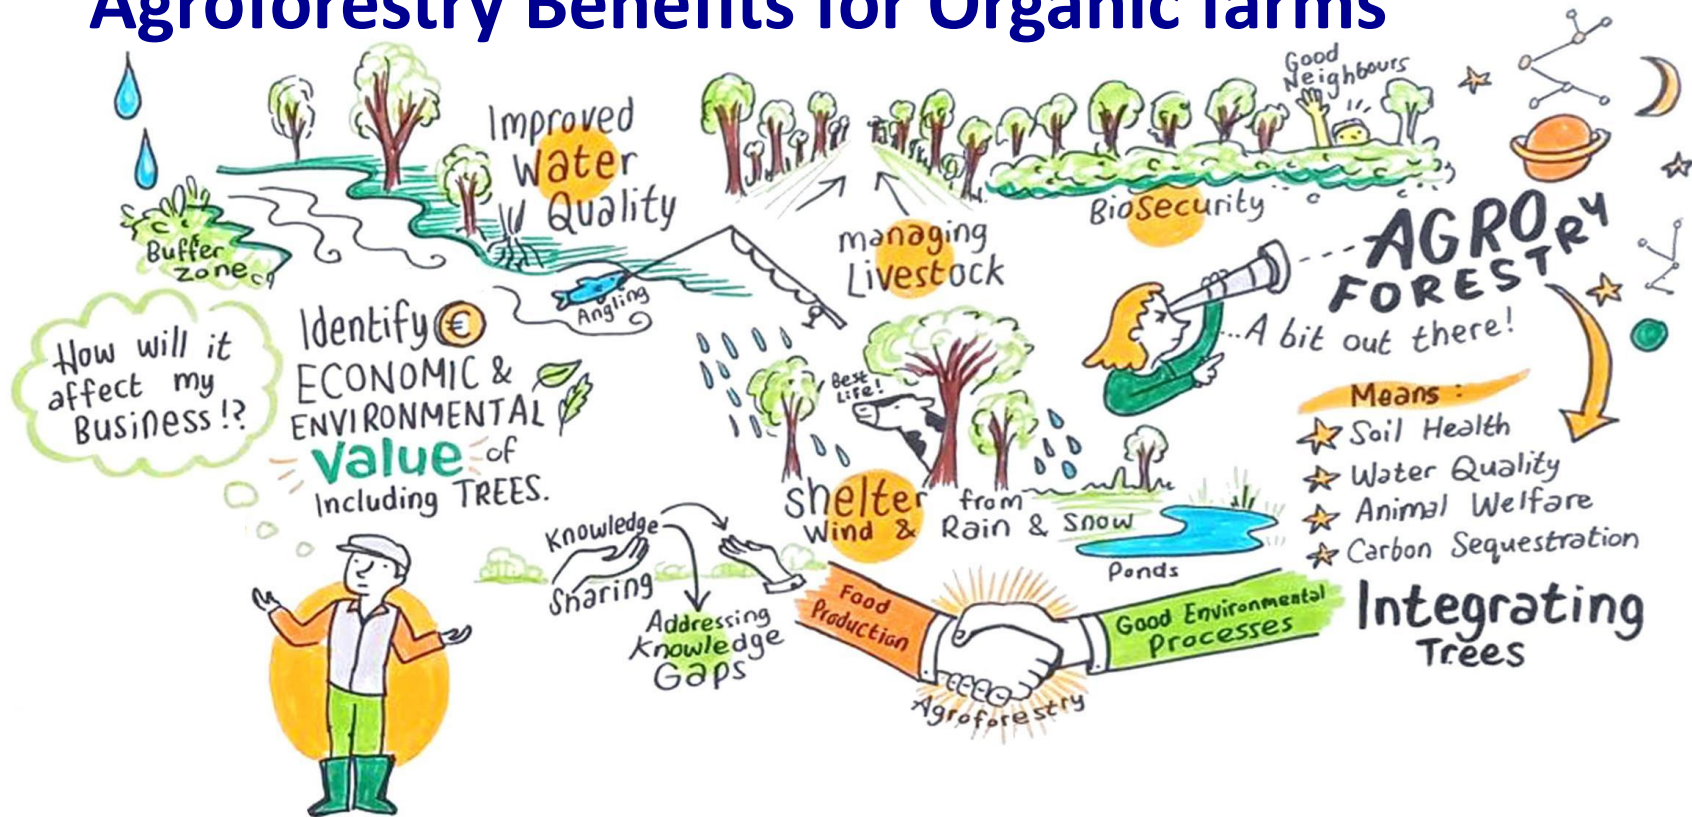 Agroforestry Benefits for Organic farms
Improved
Water
Quality
Buffer
Zone
Angling
managing
Livestock
Good
Neighbours
BioSecurity
AGRO
FORESTRY
...A bit out there!
How will it
affect my
Business!?
Identify €
ECONOMIC &
ENVIRONMENTAL
Value of
Including TREES.
Best
Life!
Shelter from
Wind & Rain & Snow
Ponds
Means:
Soil Health
Water Quality
Animal Welfare
Carbon Sequestration
Knowledge
Sharing
Addressing
Knowledge
Gaps
Food
Production
Good Environmental
Processes
Agroforestry
Integrating
Trees